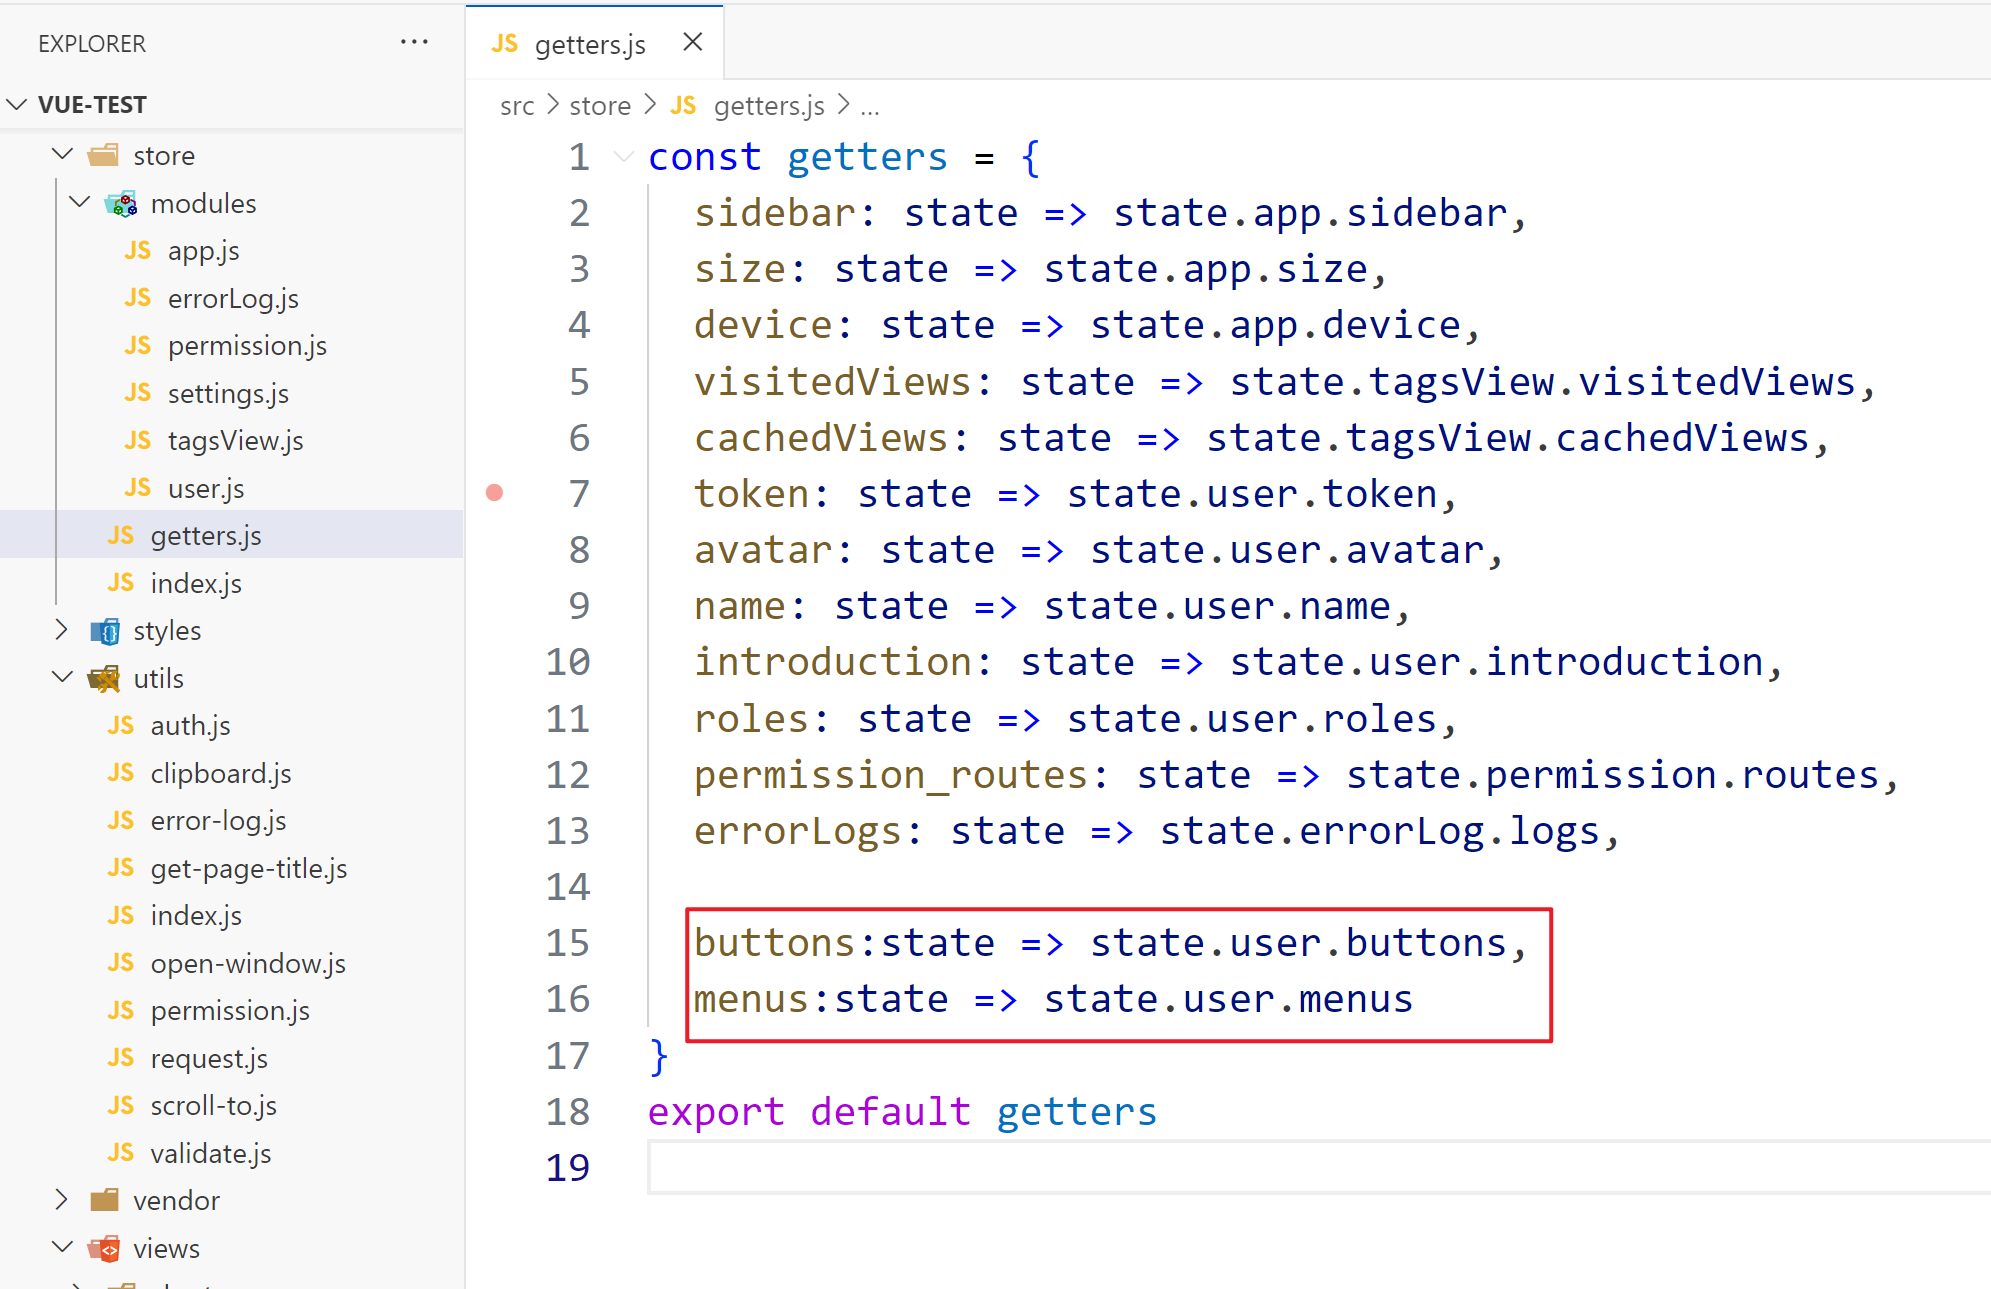 EXPLORER
VUE-TEST
store
modules
JS app.js
JS errorLog.js
JS permission.js
JS settings.js
JS tagsView.js
JS user.js
JS getters.js
JS index.js
styles
utils
JS auth.js
JS clipboard.js
JS error-log.js
JS get-page-title.js
JS index.js
JS open-window.js
JS permission.js
JS request.js
JS scroll-to.js
JS validate.js
vendor
views
JS getters.js
src > store > JS getters.js > ...
1 const getters = {
2 sidebar: state => state.app.sidebar,
3 size: state => state.app.size,
4 device: state => state.app.device,
5 visitedViews: state => state.tagsView.visitedViews,
6 cachedViews: state => state.tagsView.cachedViews,
7 token: state => state.user.token,
8 avatar: state => state.user.avatar,
9 name: state => state.user.name,
10 introduction: state => state.user.introduction,
11 roles: state => state.user.roles,
12 permission_routes: state => state.permission.routes,
13 errorLogs: state => state.errorLog.logs,
14
15 buttons:state => state.user.buttons,
16 menus:state => state.user.menus
17 }
18 export default getters
19